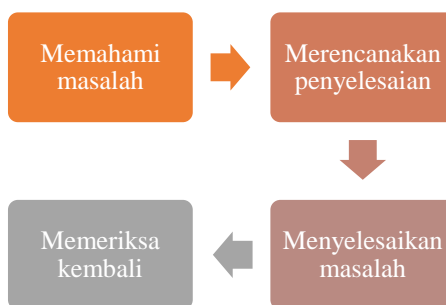 Memahami
masalah
Merencanakan
penyelesaian
Menyelesaikan
masalah
Memeriksa
kembali